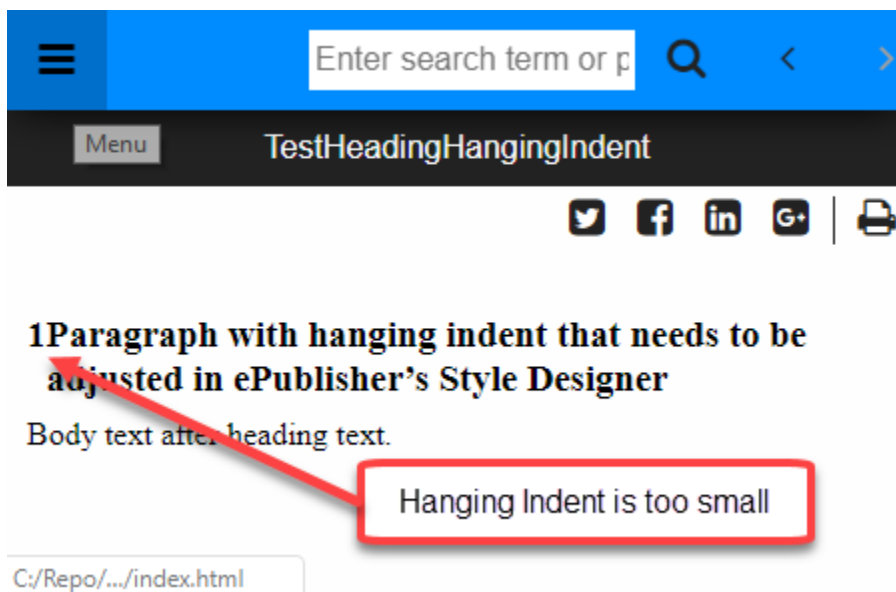 Enter search term or p
Menu
TestHeadingHangingIndent
1Paragraph with hanging indent that needs to be
adjusted in ePublisher’s Style Designer
Body text after heading text.
Hanging Indent is too small
C:/Repo/.../index.html